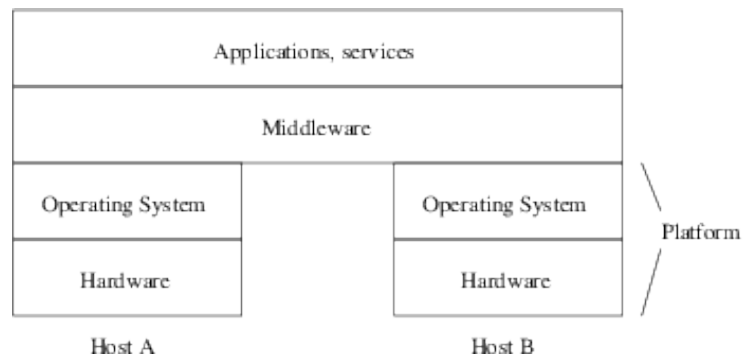 Applications, services
Middleware
Operating System
Operating System
Platform
Hardware
Hardware
Host A
Host B